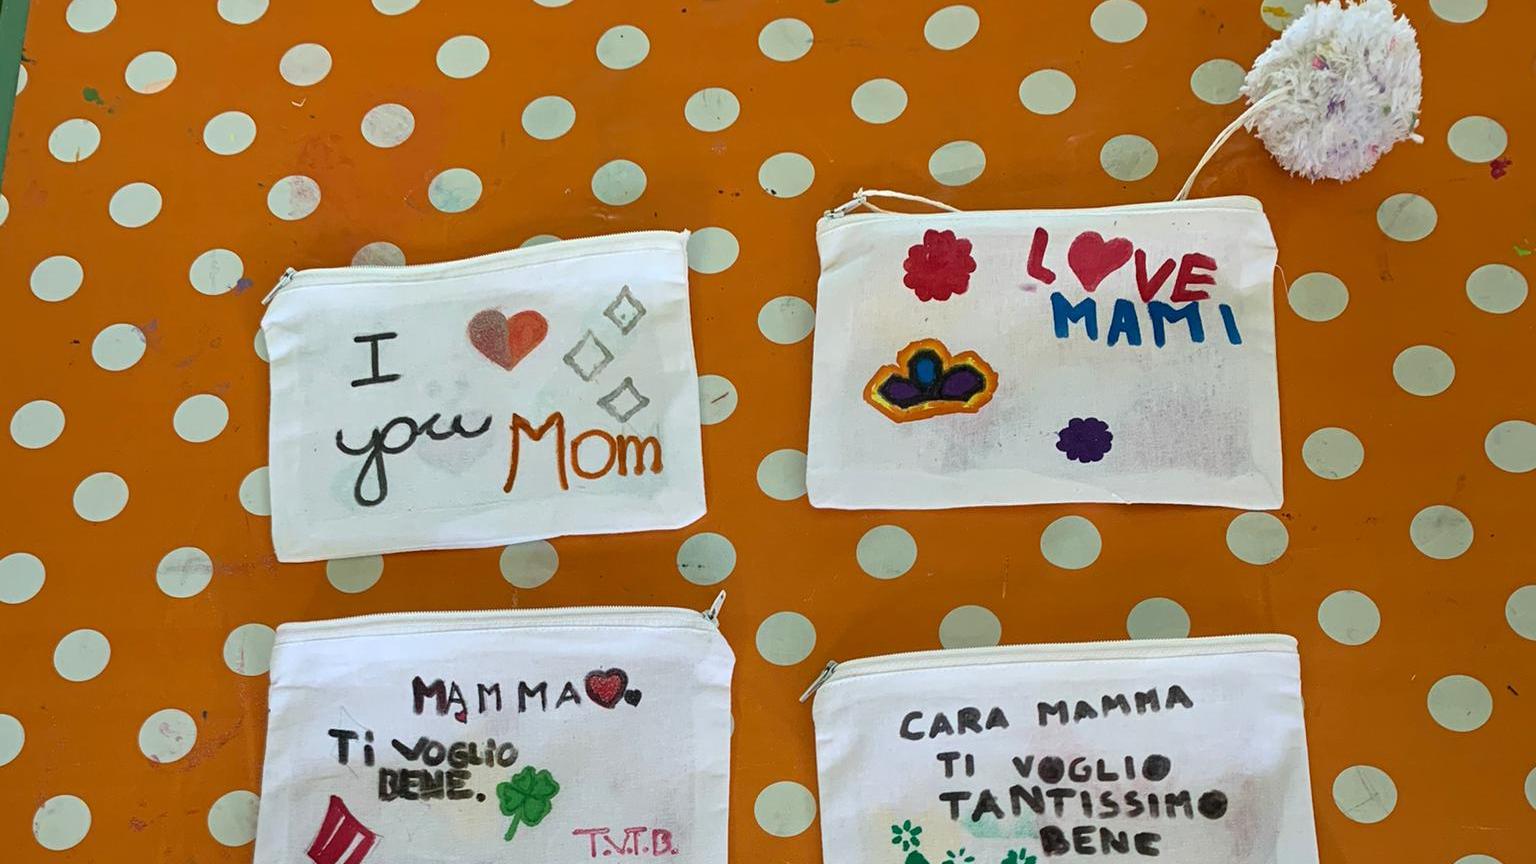 I
you Mom
LOVE
MAMI
MAMMA
Ti VOGLiO
BENE.
T.V.T.B.
CARA MAMMA
TI VOGLIO
TANTISSIMO
BENE